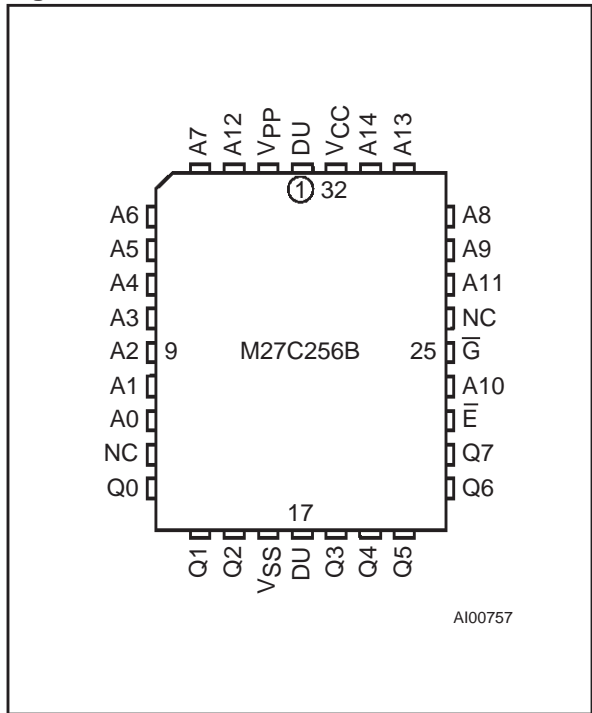 A7 A12 VPP DU VCC A14 A13
1 32
A6 A8
A5 A9
A4 A11
A3 NC
A2 9 M27C256B 25 G̅
A1 A10
A0 E̅
NC Q7
Q0 Q6
17
Q1 Q2 VSS DU Q3 Q4 Q5
AI00757